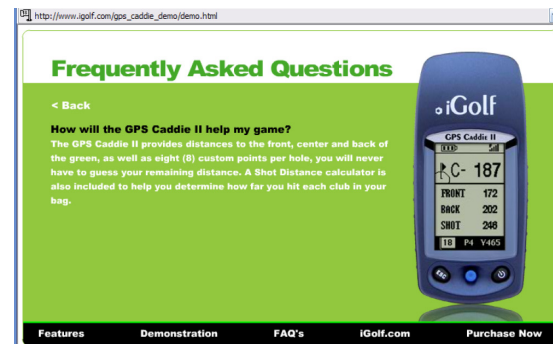 http://www.igolf.com/gps_caddie_demo/demo.html
Frequently Asked Questions
< Back
How will the GPS Caddie II help my game?
The GPS Caddie II provides distances to the front, center and back of
the green, as well as eight (8) custom points per hole, you will never
have to guess your remaining distance. A Shot Distance calculator is
also included to help you determine how far you hit each club in your
bag.
iGolf
GPS Caddie II
C- 187
FRONT 172
BACK 202
SHOT 246
18 P4 Y465
ESC
Features Demonstration FAQ's iGolf.com Purchase Now